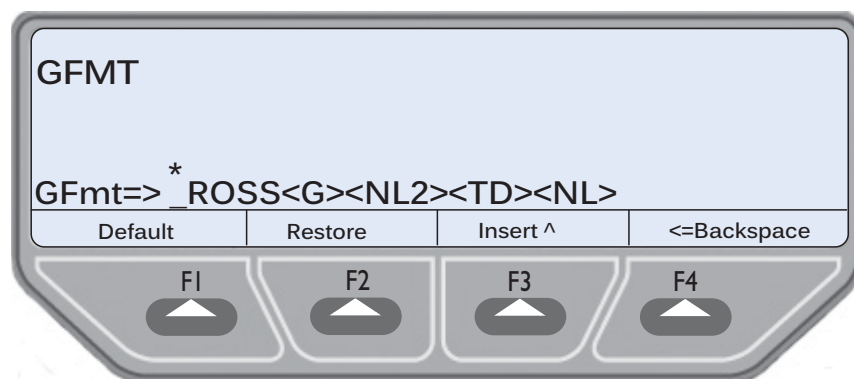 GFMT
*
GFmt=> _ROSS<G><NL2><TD><NL>
Default Restore Insert ^ <=Backspace
F1 F2 F3 F4